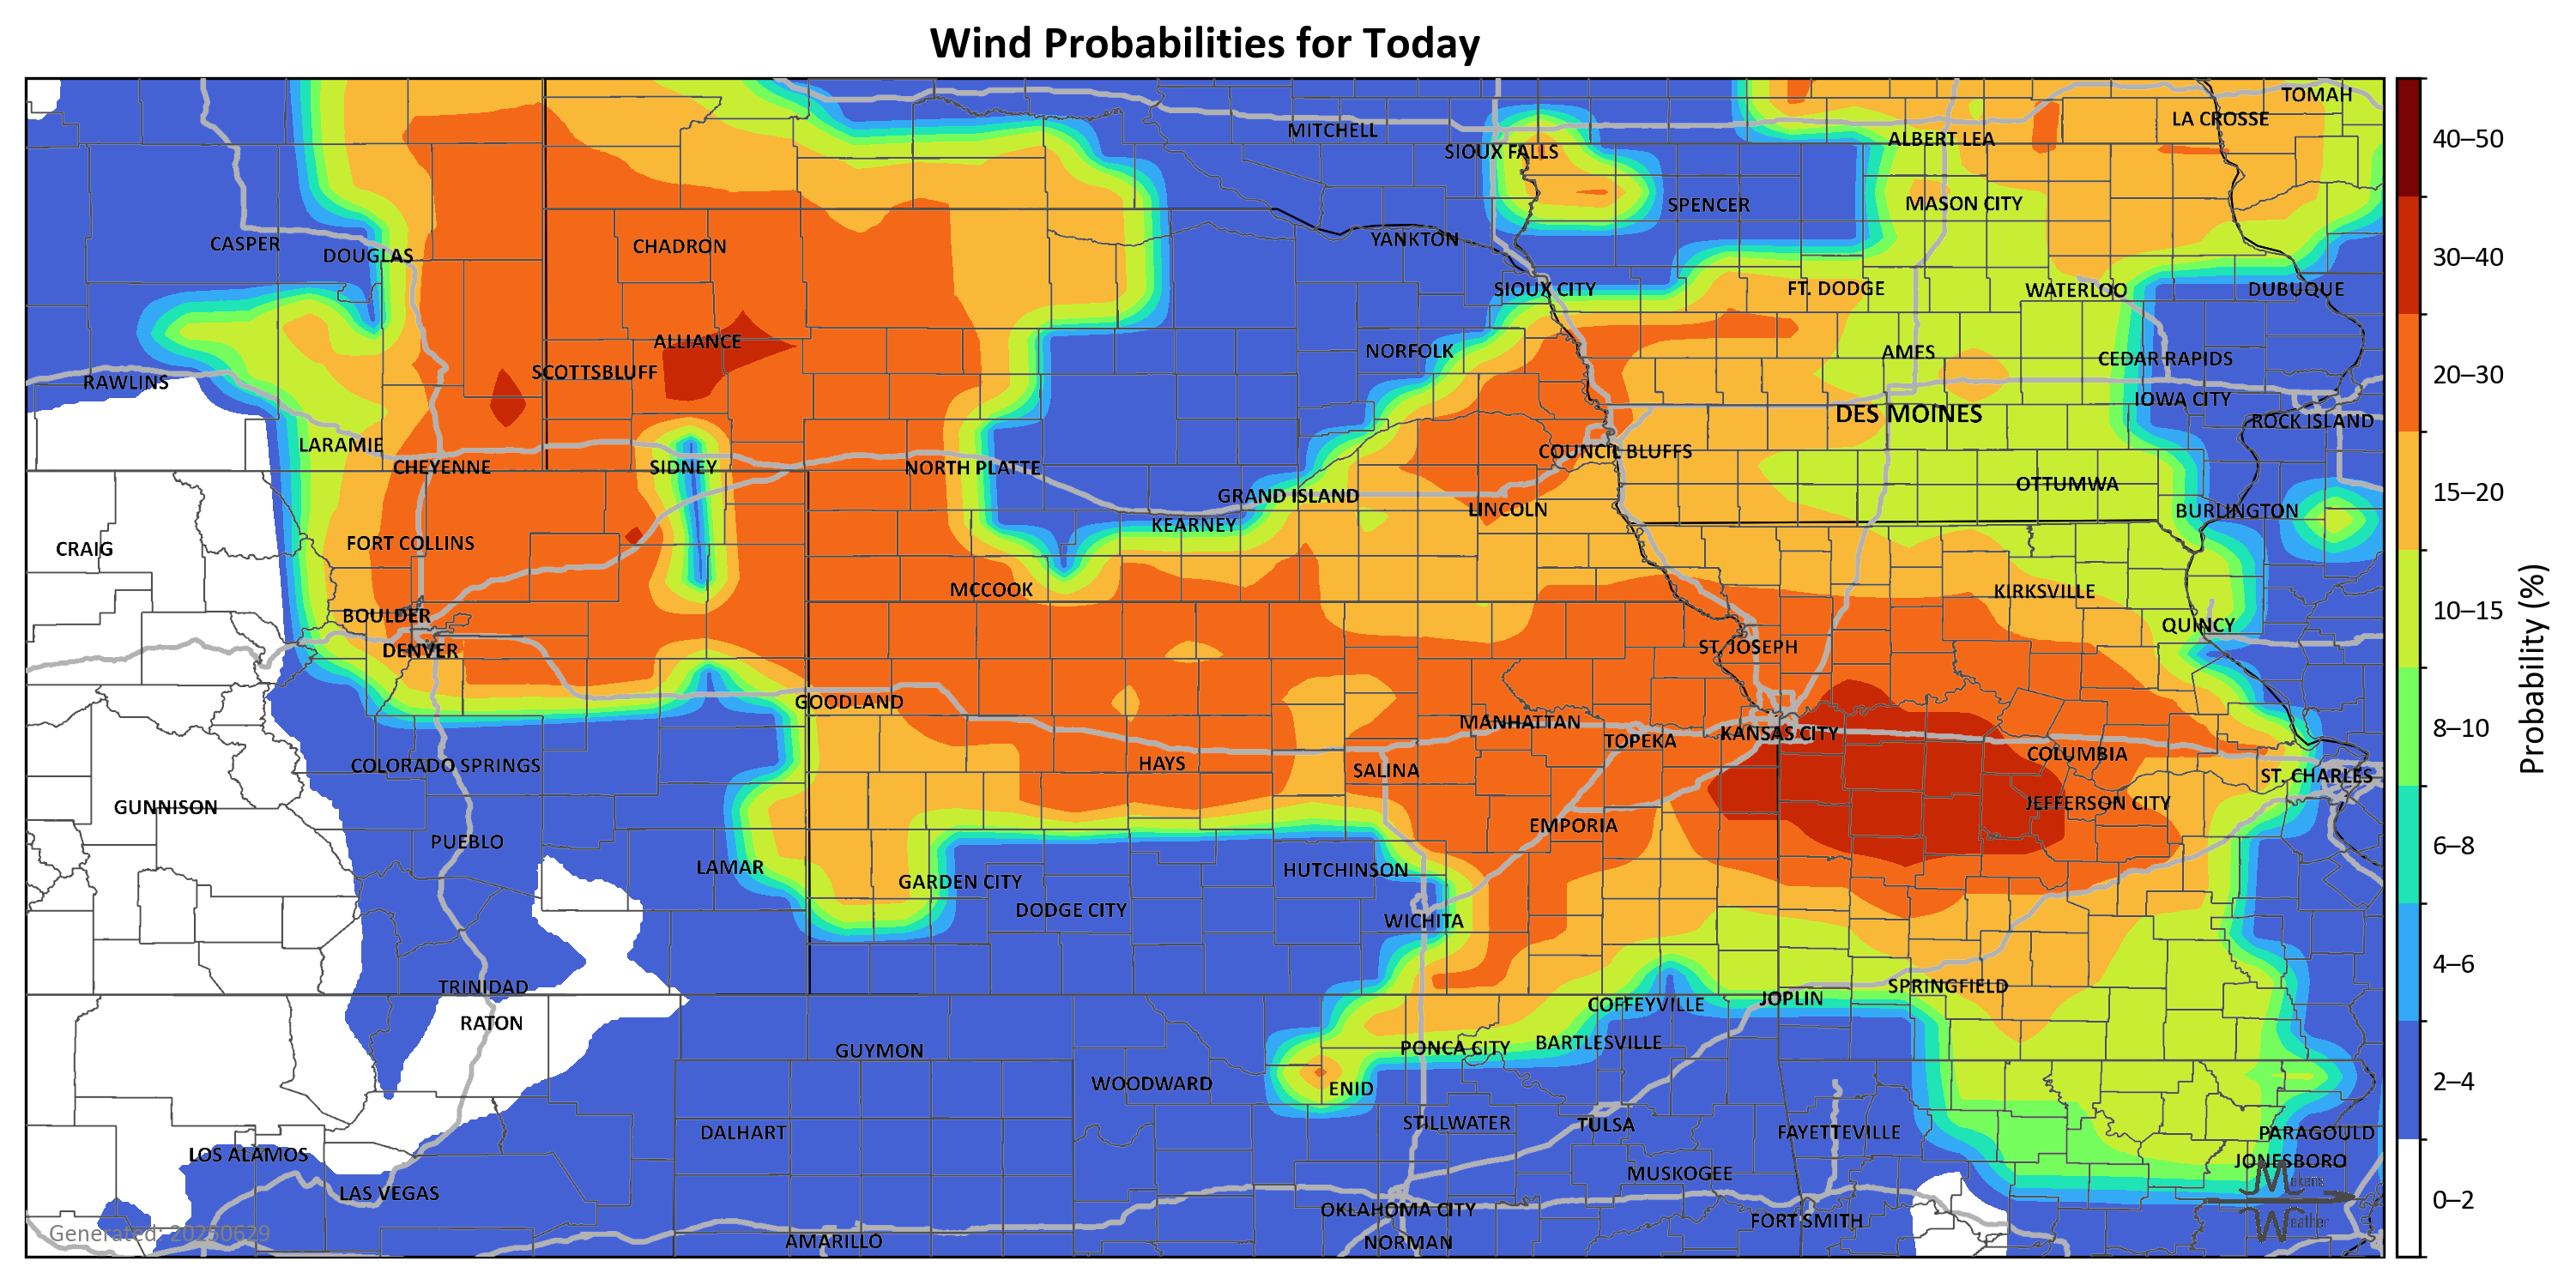 Wind Probabilities for Today
TOMAH
LA CROSSE
MITCHELL
ALBERT LEA
SIOUX FALLS
SPENCER
MASON CITY
YANKTON
CASPER
CHADRON
DOUGLAS
SIOUX CITY
FT. DODGE
WATERLOO
DUBUQUE
ALLIANCE
NORFOLK
AMES
CEDAR RAPIDS
RAWLINS
SCOTTSBLUFF
IOWA CITY
DES MOINES
ROCK ISLAND
LARAMIE
COUNCIL BLUFFS
CHEYENNE
SIDNEY
NORTH PLATTE
OTTUMWA
GRAND ISLAND
LINCOLN
BURLINGTON
KEARNEY
CRAIG
FORT COLLINS
MCCOOK
KIRKSVILLE
BOULDER
QUINCY
DENVER
ST. JOSEPH
GOODLAND
MANHATTAN
TOPEKA
KANSAS CITY
COLUMBIA
COLORADO SPRINGS
HAYS
SALINA
ST. CHARLES
GUNNISON
JEFFERSON CITY
EMPORIA
PUEBLO
LAMAR
HUTCHINSON
GARDEN CITY
DODGE CITY
WICHITA
TRINIDAD
SPRINGFIELD
COFFEYVILLE
JOPLIN
RATON
BARTLESVILLE
GUYMON
PONCA CITY
WOODWARD
ENID
STILLWATER
TULSA
DALHART
FAYETTEVILLE
PARAGOULD
LOS ALAMOS
JONESBORO
MUSKOGEE
LAS VEGAS
OKLAHOMA CITY
FORT SMITH
AMARILLO
NORMAN
Generated: 20250629
Mukens
Weather
40–50
30–40
20–30
15–20
10–15
8–10
6–8
4–6
2–4
0–2
Probability (%)